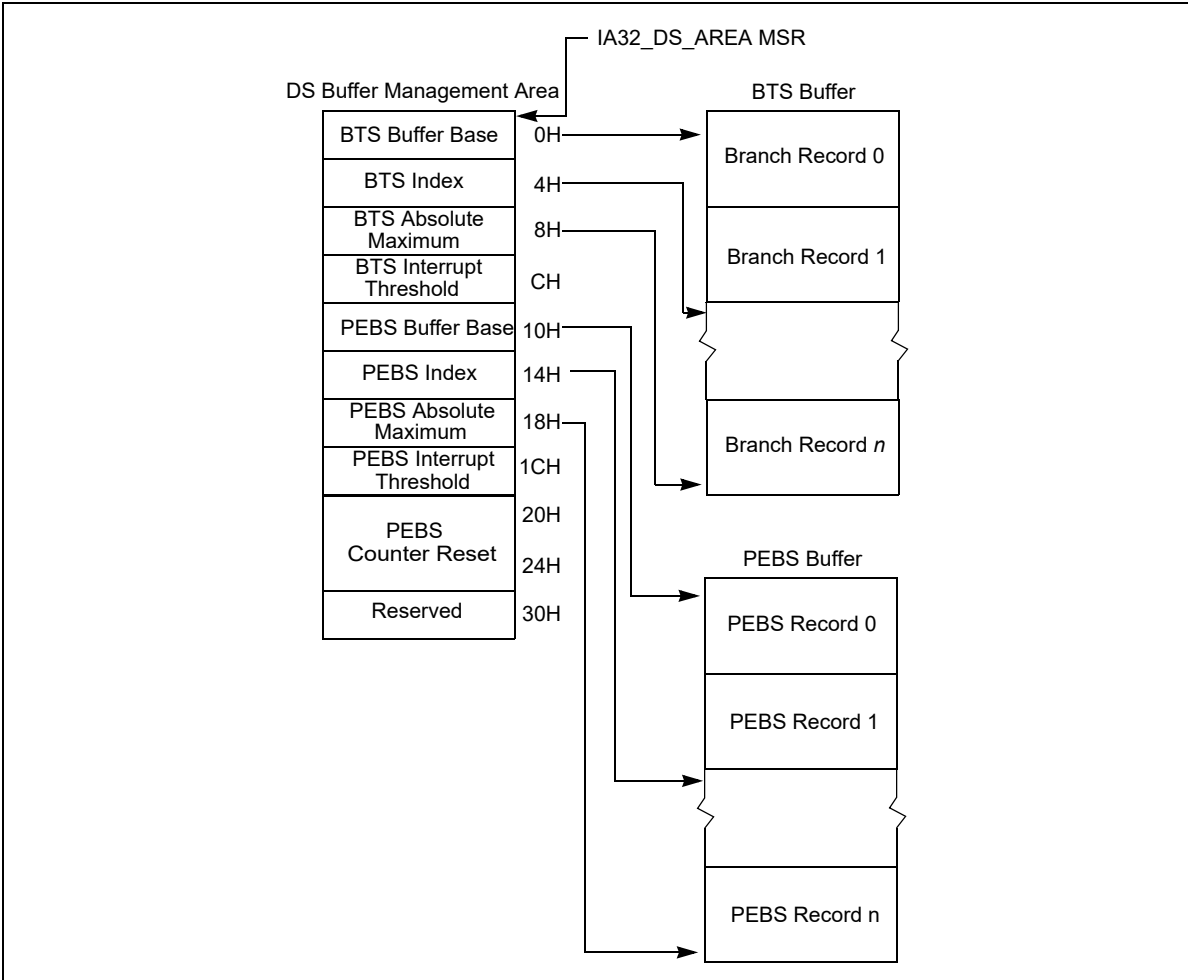 IA32_DS_AREA MSR
DS Buffer Management Area
BTS Buffer Base
0H
BTS Index
4H
BTS Absolute
Maximum
8H
BTS Interrupt
Threshold
CH
PEBS Buffer Base
10H
PEBS Index
14H
PEBS Absolute
Maximum
18H
PEBS Interrupt
Threshold
1CH
PEBS
Counter Reset
20H
24H
Reserved
30H
BTS Buffer
Branch Record 0
Branch Record 1
Branch Record n
PEBS Buffer
PEBS Record 0
PEBS Record 1
PEBS Record n